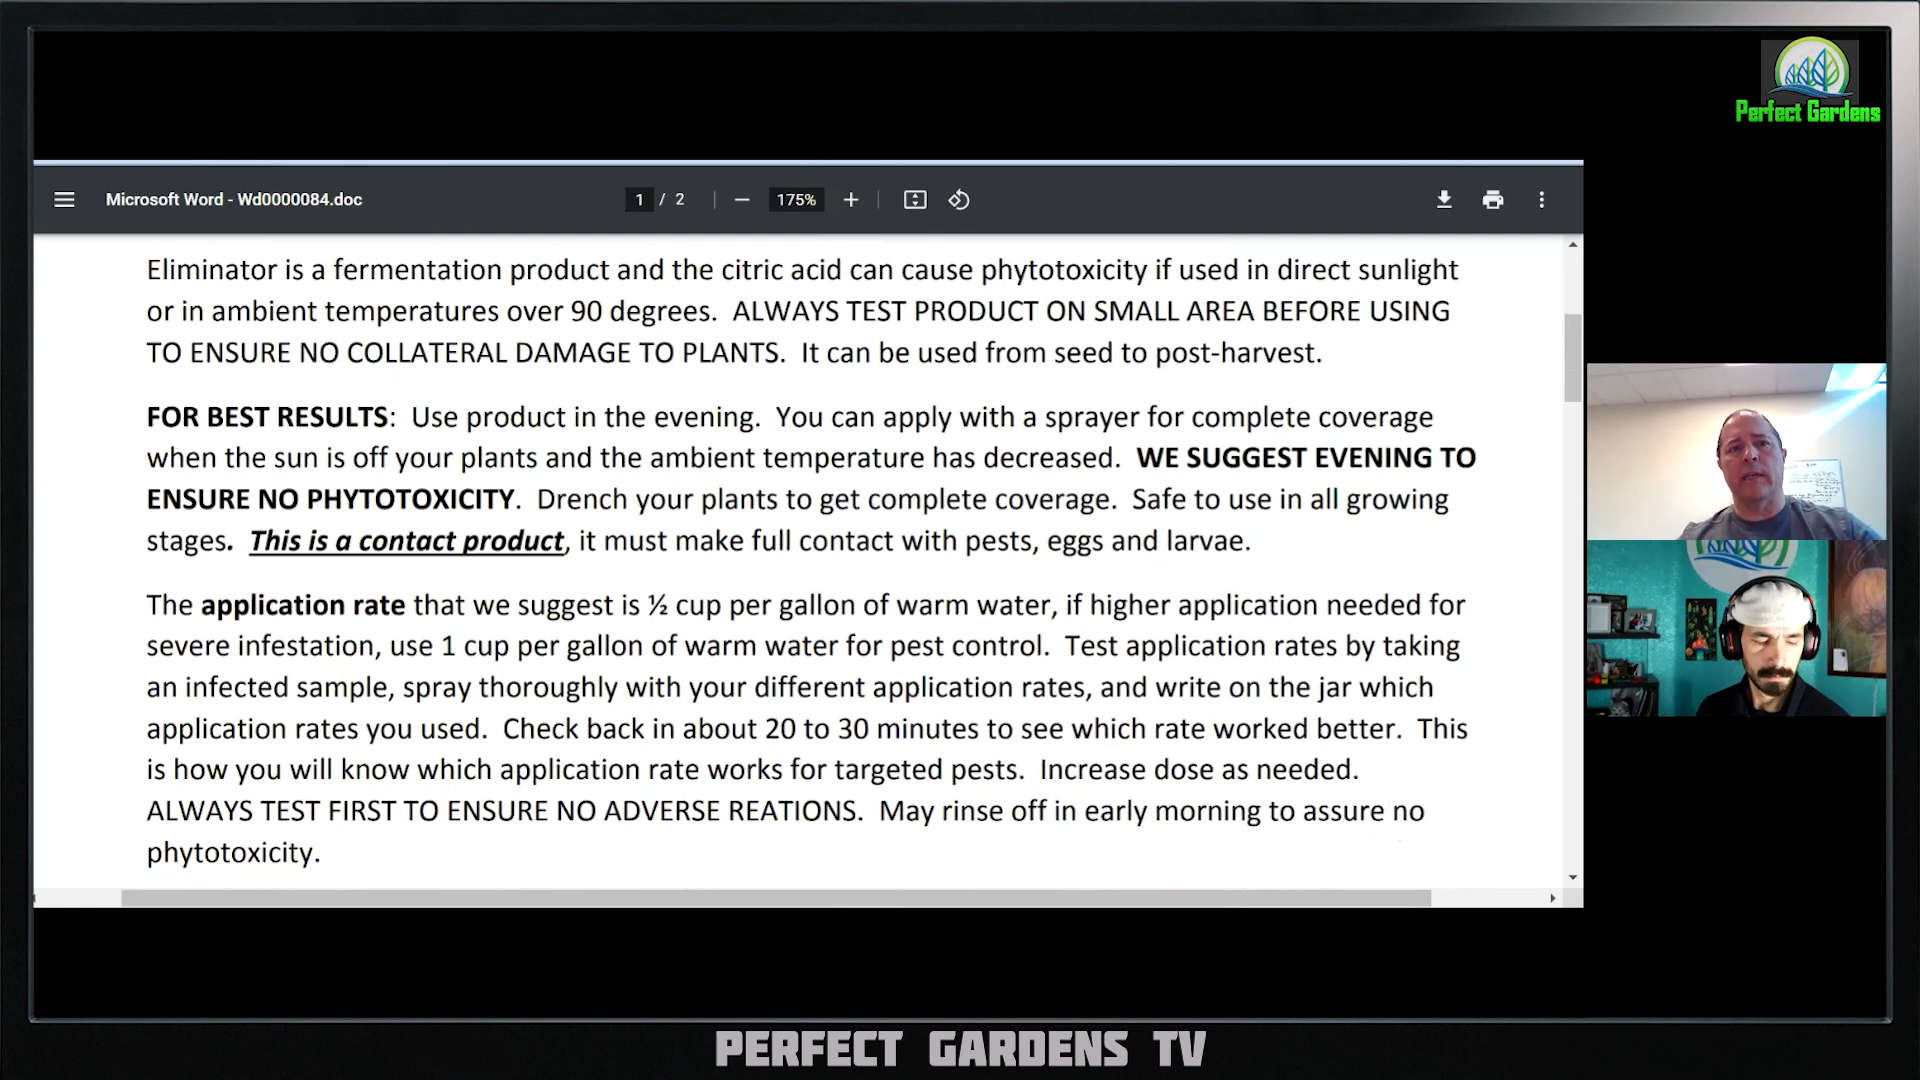 Perfect Gardens
Microsoft Word - Wd0000084.doc
1 / 2
175%
Eliminator is a fermentation product and the citric acid can cause phytotoxicity if used in direct sunlight
or in ambient temperatures over 90 degrees.  ALWAYS TEST PRODUCT ON SMALL AREA BEFORE USING
TO ENSURE NO COLLATERAL DAMAGE TO PLANTS.  It can be used from seed to post-harvest.
FOR BEST RESULTS:  Use product in the evening.  You can apply with a sprayer for complete coverage
when the sun is off your plants and the ambient temperature has decreased.  WE SUGGEST EVENING TO
ENSURE NO PHYTOTOXICITY.  Drench your plants to get complete coverage.  Safe to use in all growing
stages.  This is a contact product, it must make full contact with pests, eggs and larvae.
The application rate that we suggest is ½ cup per gallon of warm water, if higher application needed for
severe infestation, use 1 cup per gallon of warm water for pest control.  Test application rates by taking
an infected sample, spray thoroughly with your different application rates, and write on the jar which
application rates you used.  Check back in about 20 to 30 minutes to see which rate worked better.  This
is how you will know which application rate works for targeted pests.  Increase dose as needed.
ALWAYS TEST FIRST TO ENSURE NO ADVERSE REATIONS.  May rinse off in early morning to assure no
phytotoxicity.
PERFECT GARDENS TV